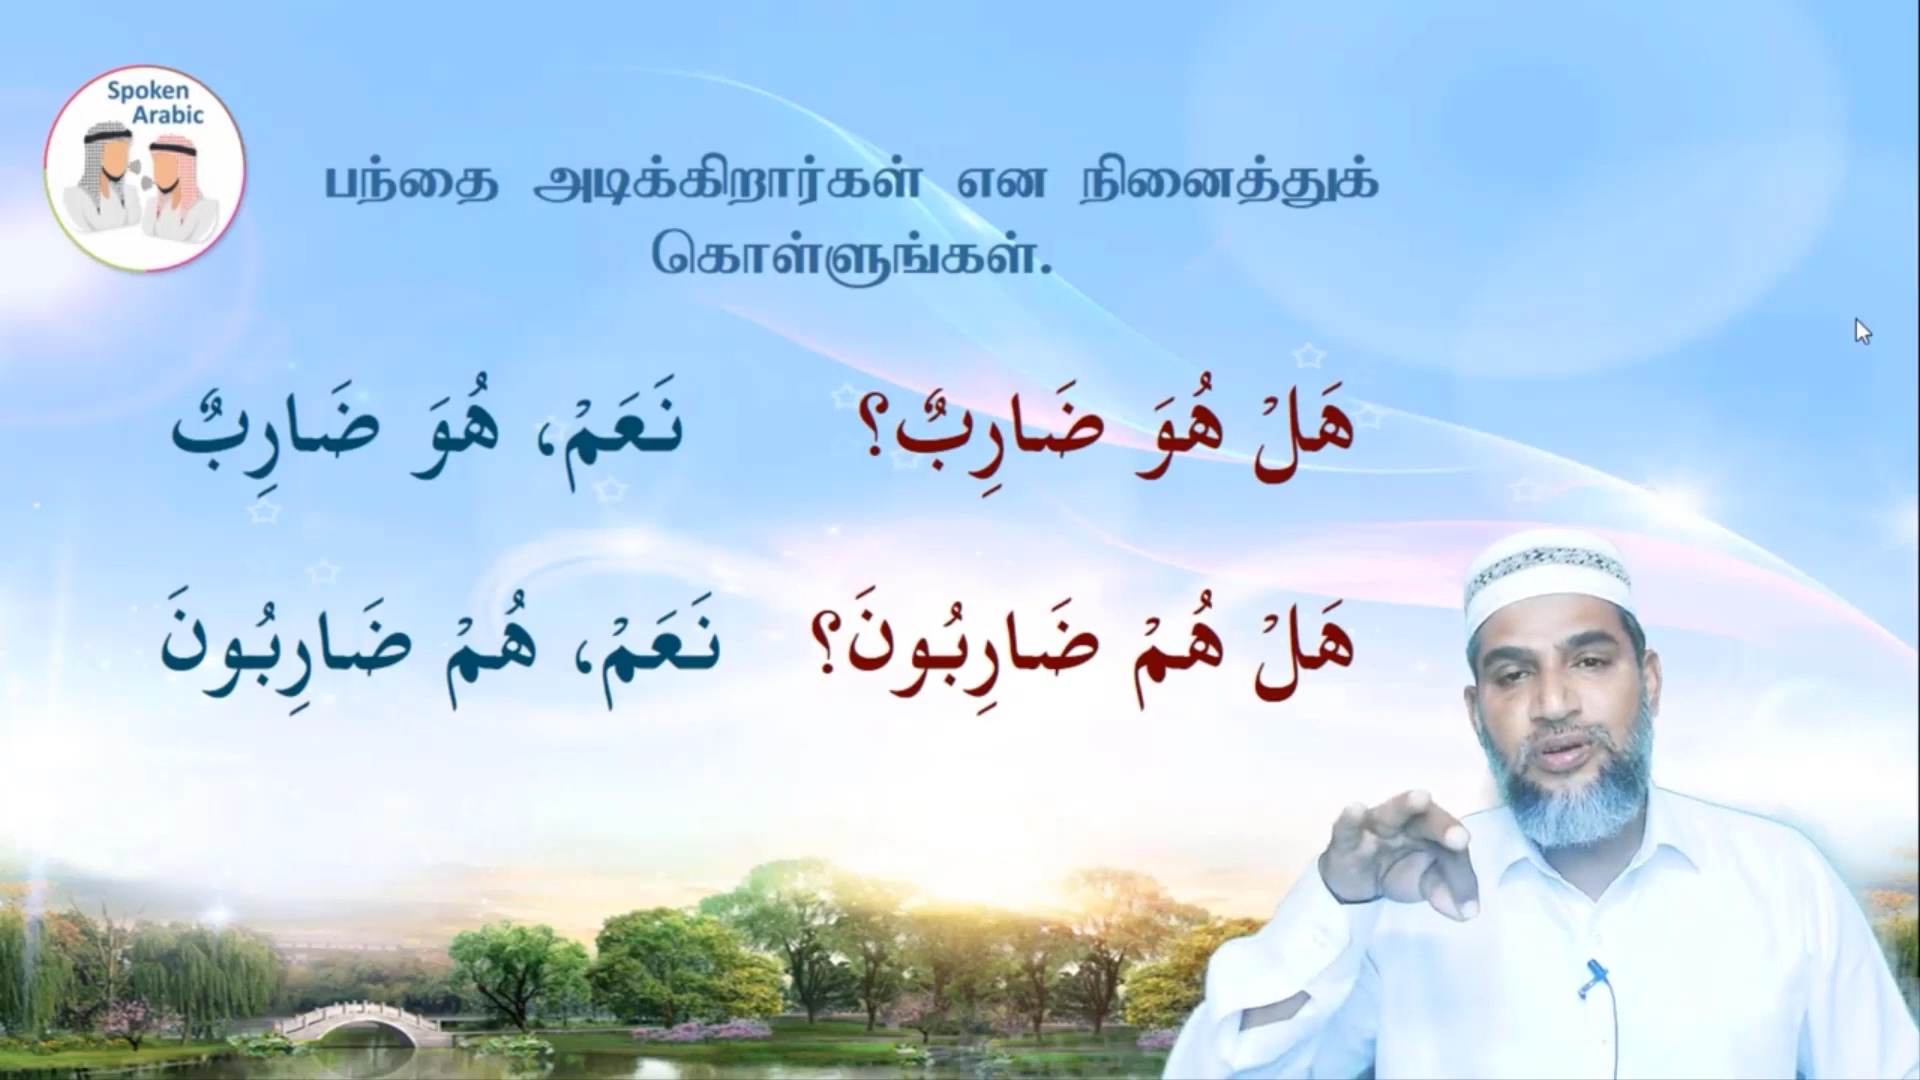 Spoken
Arabic
பந்தை அடிக்கிறார்கள் என நினைத்துக்
கொள்ளுங்கள்.
هَلْ هُوَ ضَارِبٌ؟ نَعَمْ، هُوَ ضَارِبٌ
هَلْ هُمْ ضَارِبُونَ؟ نَعَمْ، هُمْ ضَارِبُونَ